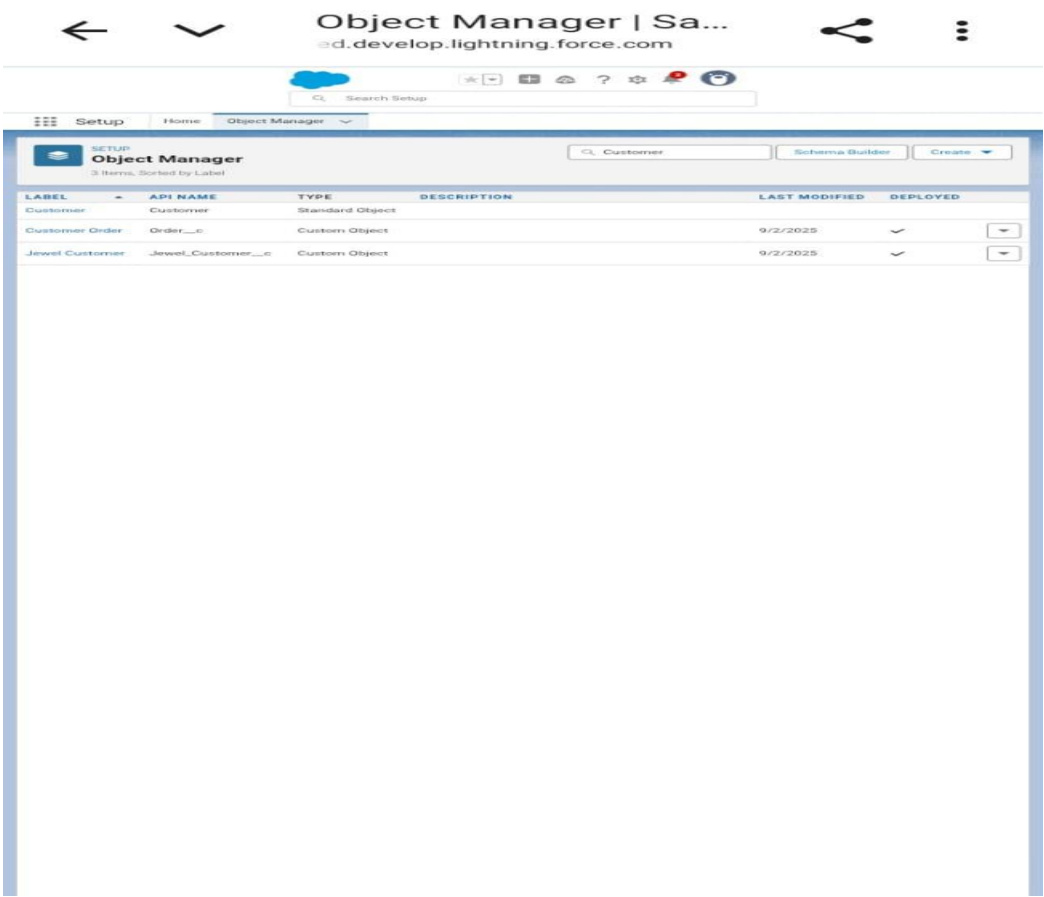 Object Manager | Sa...
ed.develop.lightning.force.com
Search Setup
Setup Home Object Manager
SETUP
Object Manager
3 Items, Sorted by Label
Customer
Schema Builder
Create
LABEL API NAME TYPE DESCRIPTION LAST MODIFIED DEPLOYED
Customer Customer Standard Object
Customer Order Order__c Custom Object 9/2/2025
Jewel Customer Jewel_Customer__c Custom Object 9/2/2025